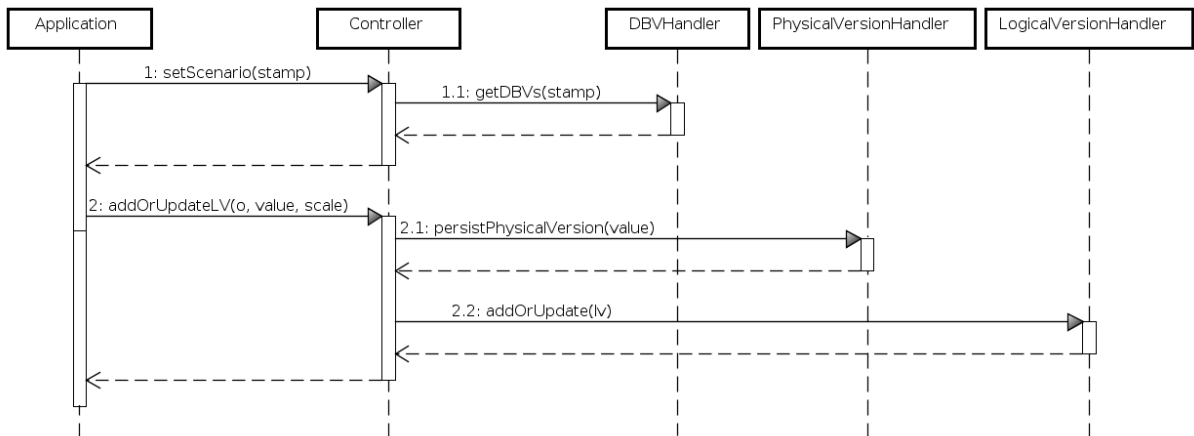 Application
Controller
DBVHandler
PhysicalVersionHandler
LogicalVersionHandler
1: setScenario(stamp)
1.1: getDBVs(stamp)
2: addOrUpdateLV(o, value, scale)
2.1: persistPhysicalVersion(value)
2.2: addOrUpdate(lv)